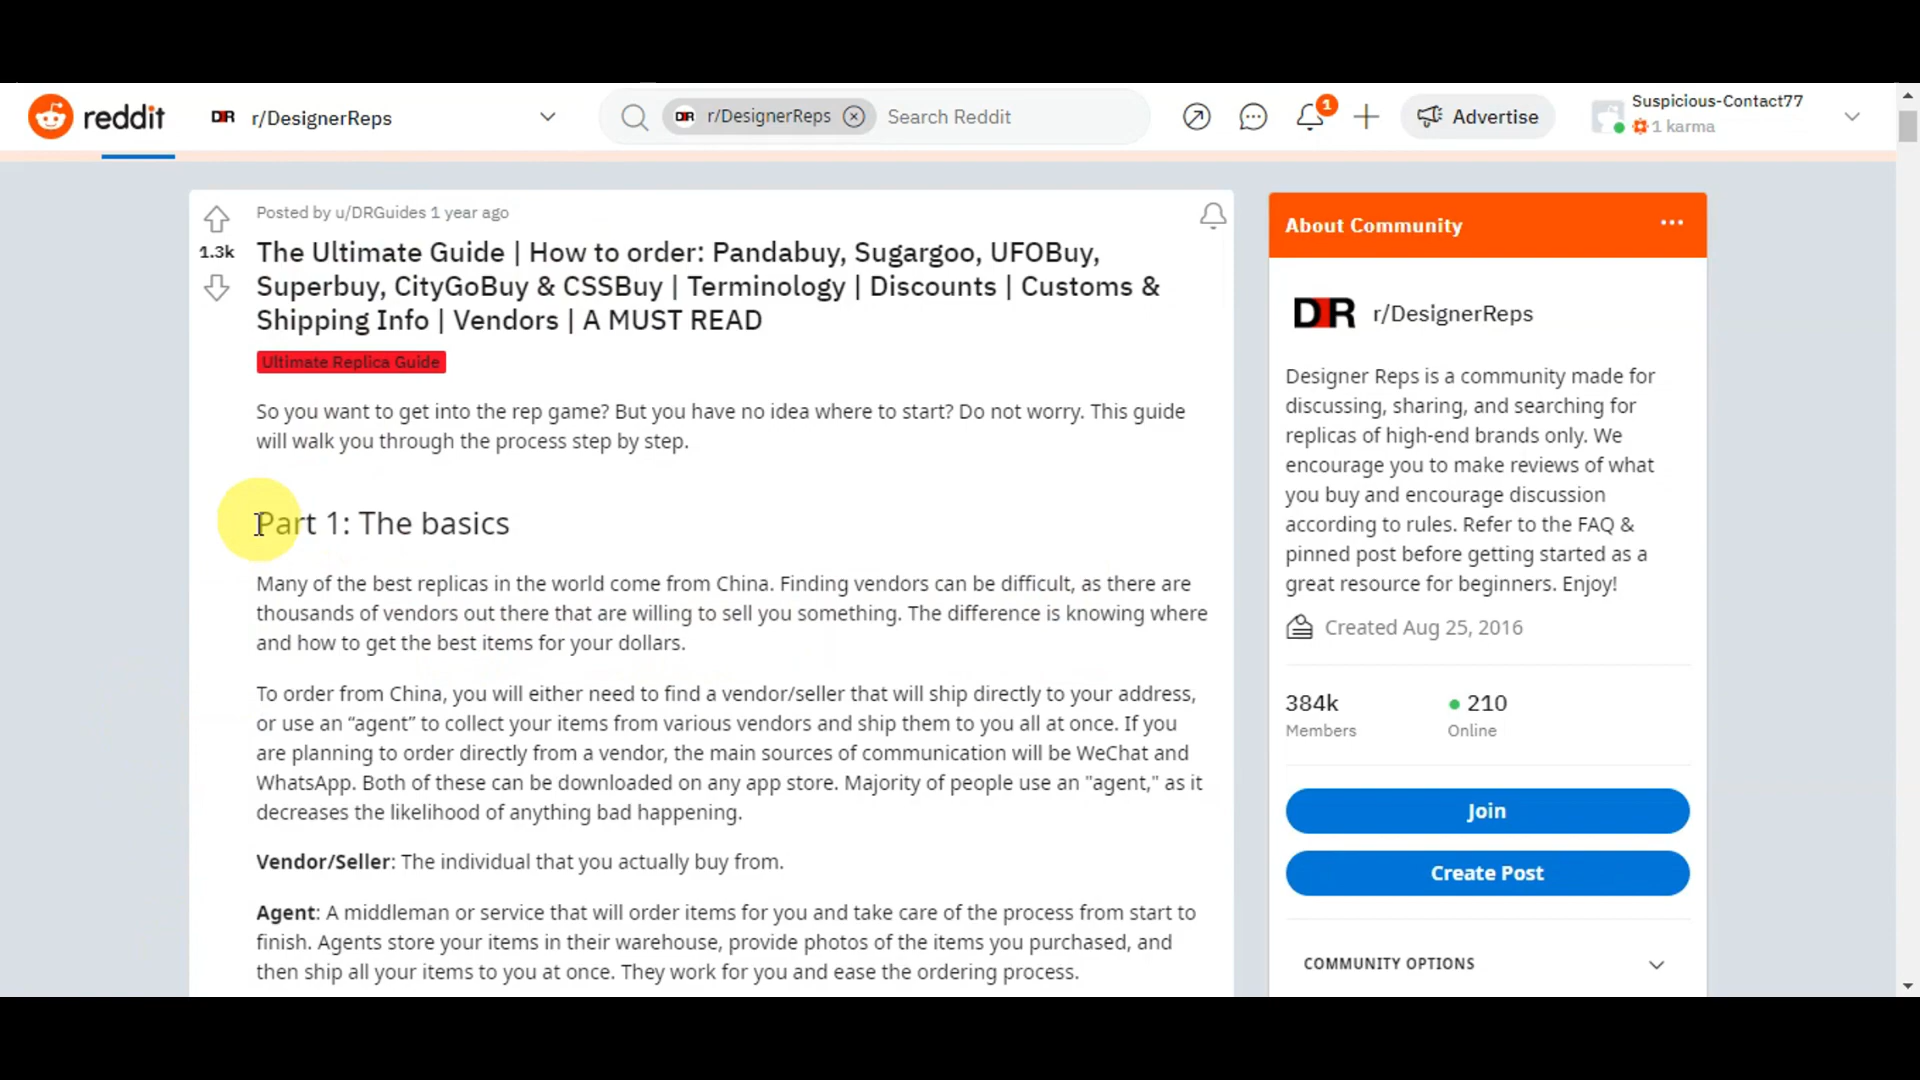 reddit
DR r/DesignerReps
DR r/DesignerReps Search Reddit
1
Advertise
Suspicious-Contact77
1 karma
Posted by u/DRGuides 1 year ago
1.3k
The Ultimate Guide | How to order: Pandabuy, Sugargoo, UFOBuy,
Superbuy, CityGoBuy & CSSBuy | Terminology | Discounts | Customs &
Shipping Info | Vendors | A MUST READ
Ultimate Replica Guide
So you want to get into the rep game? But you have no idea where to start? Do not worry. This guide
will walk you through the process step by step.
Part 1: The basics
Many of the best replicas in the world come from China. Finding vendors can be difficult, as there are
thousands of vendors out there that are willing to sell you something. The difference is knowing where
and how to get the best items for your dollars.
To order from China, you will either need to find a vendor/seller that will ship directly to your address,
or use an “agent” to collect your items from various vendors and ship them to you all at once. If you
are planning to order directly from a vendor, the main sources of communication will be WeChat and
WhatsApp. Both of these can be downloaded on any app store. Majority of people use an "agent," as it
decreases the likelihood of anything bad happening.
Vendor/Seller: The individual that you actually buy from.
Agent: A middleman or service that will order items for you and take care of the process from start to
finish. Agents store your items in their warehouse, provide photos of the items you purchased, and
then ship all your items to you at once. They work for you and ease the ordering process.
About Community
DR r/DesignerReps
Designer Reps is a community made for
discussing, sharing, and searching for
replicas of high-end brands only. We
encourage you to make reviews of what
you buy and encourage discussion
according to rules. Refer to the FAQ &
pinned post before getting started as a
great resource for beginners. Enjoy!
Created Aug 25, 2016
384k
Members
210
Online
Join
Create Post
COMMUNITY OPTIONS